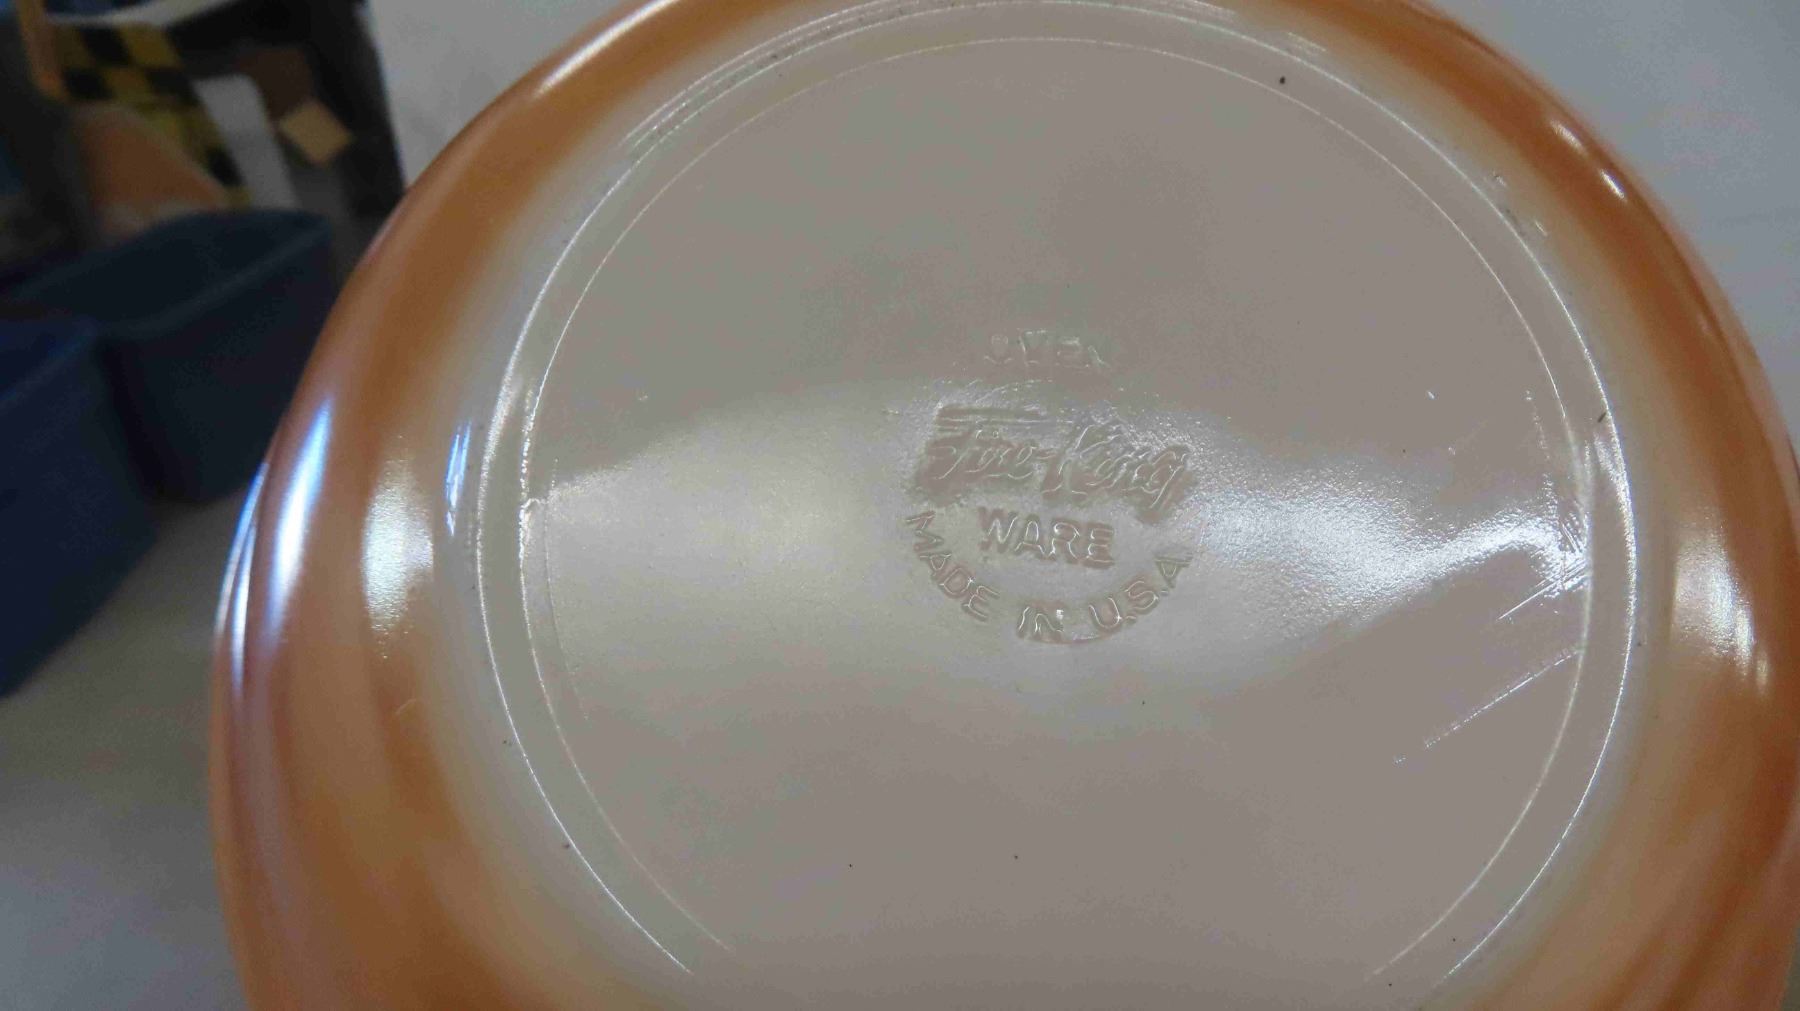 OVEN
Fire-King
WARE
MADE IN U.S.A.